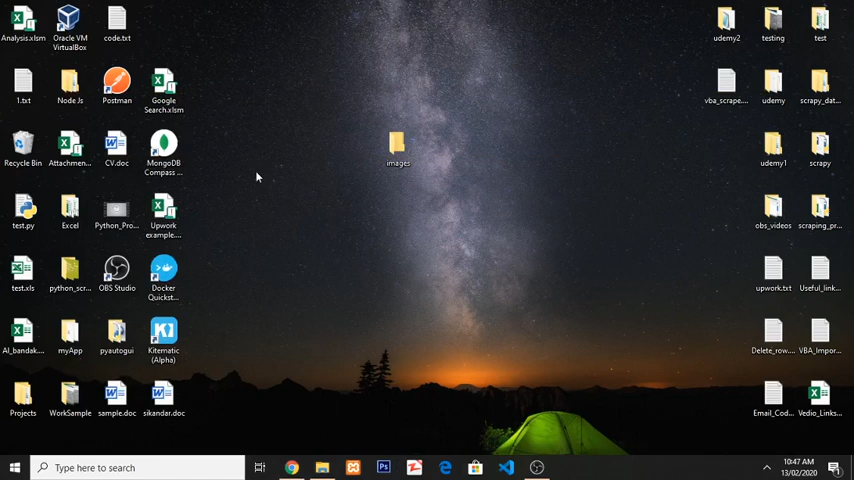 Analysis.xlsm
Oracle VM
VirtualBox
code.txt
1.txt
Node Js
Postman
Google
Search.xlsm
Recycle Bin
Attachmen...
CV.doc
MongoDB
Compass ...
test.py
Excel
Python_Pro...
Upwork
example....
test.xls
python_scr...
OBS Studio
Docker
Quickst...
AI_bandak...
myApp
pyautogui
Kitematic
(Alpha)
Projects
WorkSample
sample.doc
sikandar.doc
images
udemy2
testing
test
vba_scrape....
udemy
scrapy_dat...
udemy1
scrapy
obs_videos
scraping_pr...
upwork.txt
Useful_link...
Delete_row....
VBA_Impor...
Email_Cod...
Vedio_Links...
Type here to search
Ps
10:47 AM
13/02/2020